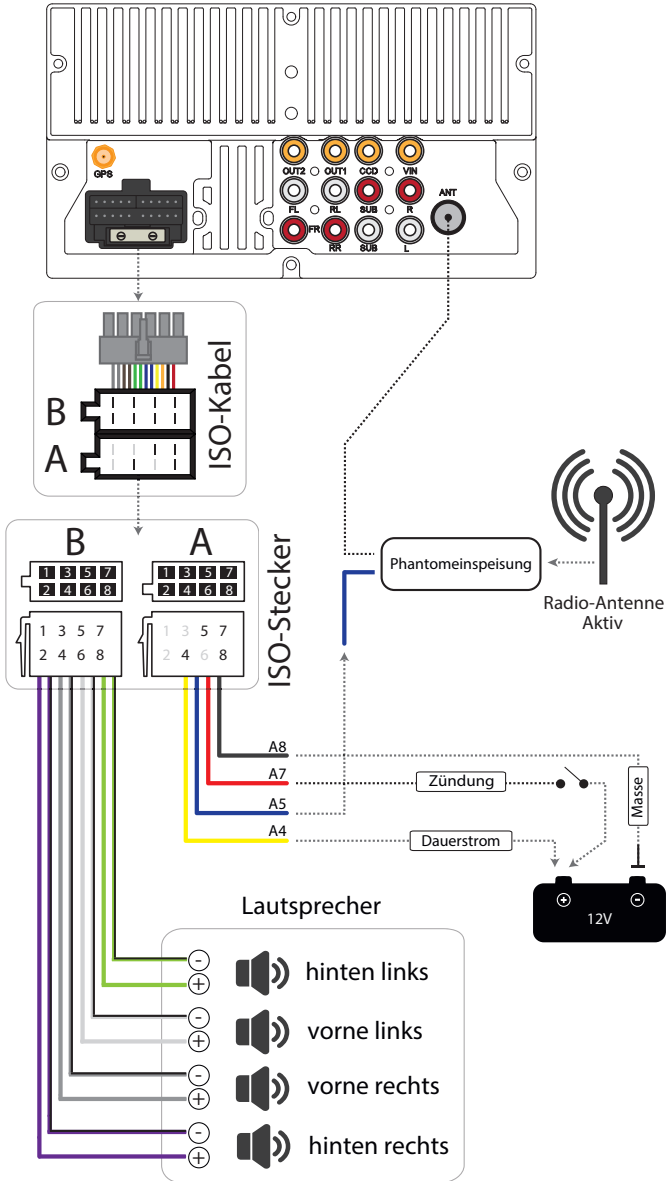 GPS
OUT2 OUT1 CCD VIN
ANT
FL RL SUB R
FR
RR SUB L
B
A
ISO-Kabel
B A
1 3 5 7
2 4 6 8
1 3 5 7
2 4 6 8
1 3 5 7
2 4 6 8
1 3 5 7
2 4 6 8
ISO-Stecker
Phantomeinspeisung
Radio-Antenne
Aktiv
A8
A7
Zündung
A5
A4
Dauerstrom
Masse
+ -
12V
Lautsprecher
-
+
hinten links
-
+
vorne links
-
+
vorne rechts
-
+
hinten rechts